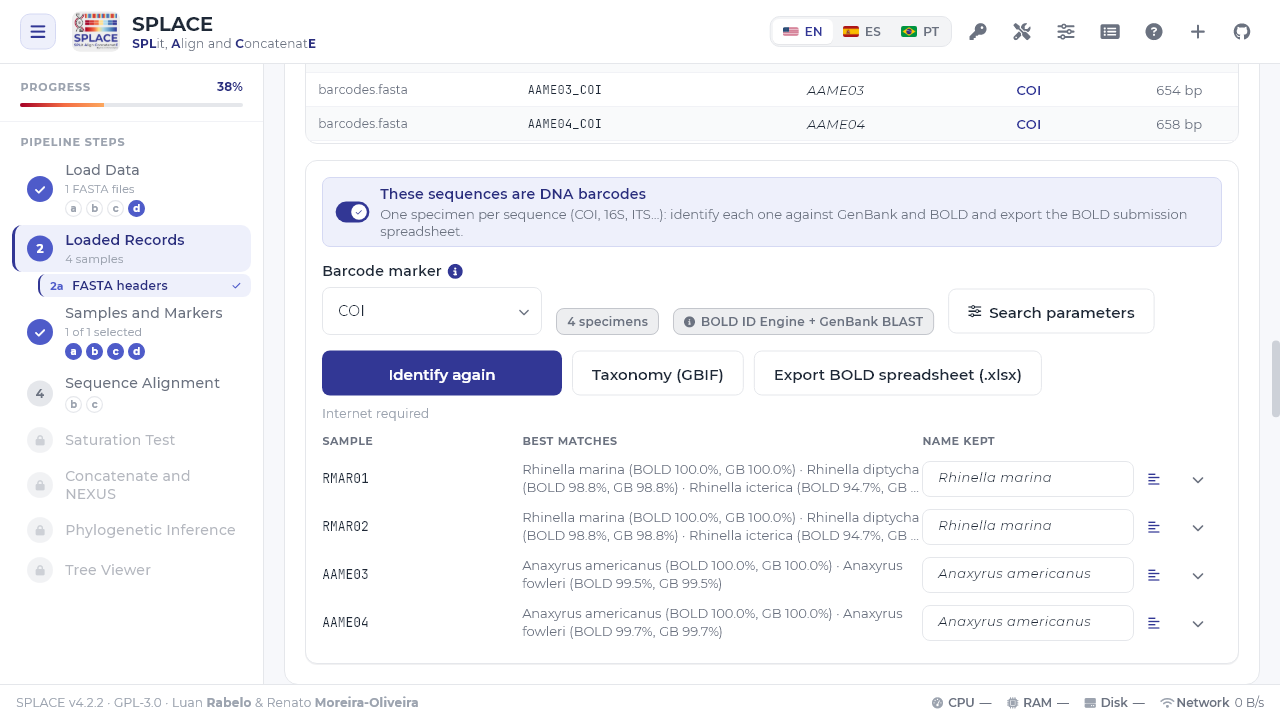 SPLACE
SPLit, Align and ConcatenatE
EN ES PT
PROGRESS 38%
PIPELINE STEPS
Load Data
1 FASTA files
a b c d
2 Loaded Records
4 samples
2a FASTA headers
Samples and Markers
1 of 1 selected
a b c d
4 Sequence Alignment
b c
Saturation Test
Concatenate and
NEXUS
Phylogenetic Inference
Tree Viewer
barcodes.fasta AAME03_COI AAME03 COI 654 bp
barcodes.fasta AAME04_COI AAME04 COI 658 bp
These sequences are DNA barcodes
One specimen per sequence (COI, 16S, ITS...): identify each one against GenBank and BOLD and export the BOLD submission
spreadsheet.
Barcode marker
COI 4 specimens BOLD ID Engine + GenBank BLAST Search parameters
Identify again Taxonomy (GBIF) Export BOLD spreadsheet (.xlsx)
Internet required
SAMPLE BEST MATCHES NAME KEPT
RMAR01 Rhinella marina (BOLD 100.0%, GB 100.0%) · Rhinella diptycha
(BOLD 98.8%, GB 98.8%) · Rhinella icterica (BOLD 94.7%, GB ... Rhinella marina
RMAR02 Rhinella marina (BOLD 100.0%, GB 100.0%) · Rhinella diptycha
(BOLD 98.8%, GB 98.8%) · Rhinella icterica (BOLD 94.7%, GB ... Rhinella marina
AAME03 Anaxyrus americanus (BOLD 100.0%, GB 100.0%) · Anaxyrus
fowleri (BOLD 99.5%, GB 99.5%) Anaxyrus americanus
AAME04 Anaxyrus americanus (BOLD 100.0%, GB 100.0%) · Anaxyrus
fowleri (BOLD 99.7%, GB 99.7%) Anaxyrus americanus
SPLACE v4.2.2 · GPL-3.0 · Luan Rabelo & Renato Moreira-Oliveira CPU — RAM — Disk — Network 0 B/s